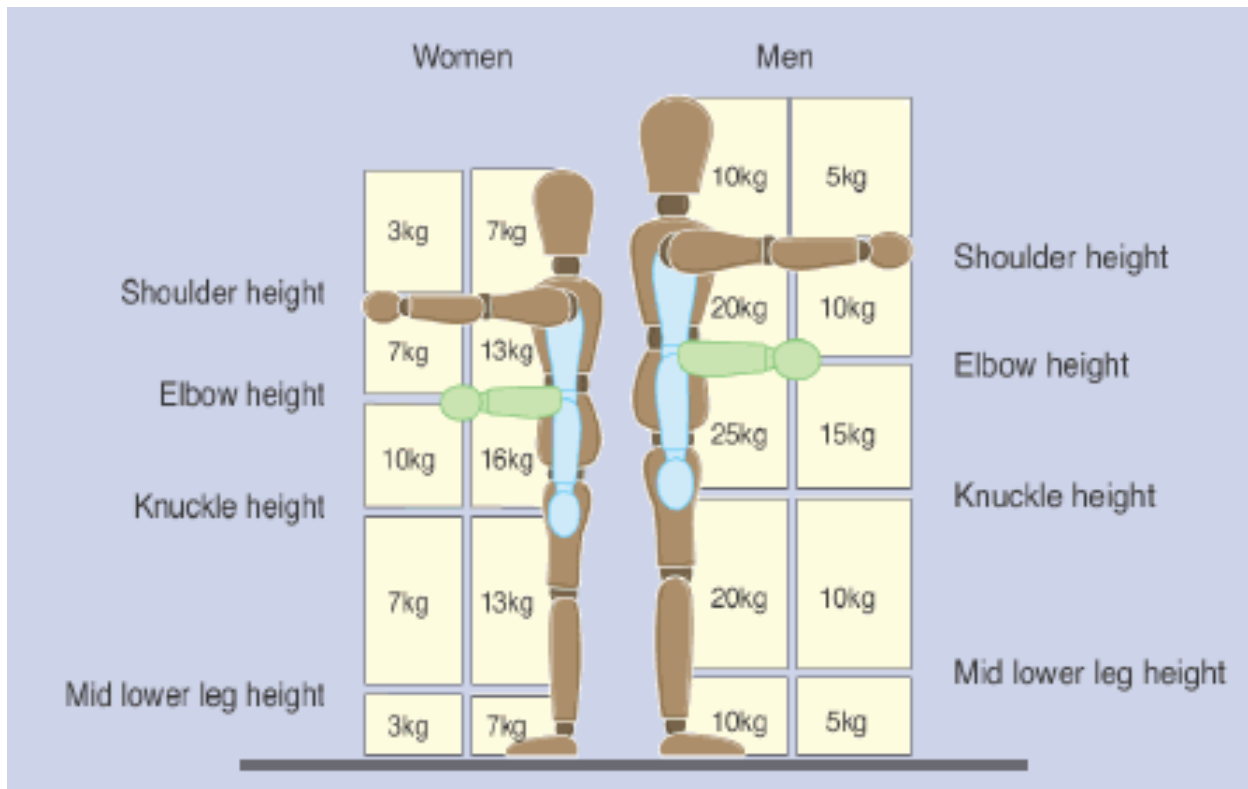 Women Men
10kg 5kg
3kg 7kg
Shoulder height
Shoulder height
20kg 10kg
7kg 13kg
Elbow height
Elbow height
25kg 15kg
10kg 16kg
Knuckle height
Knuckle height
7kg 13kg 20kg 10kg
Mid lower leg height
Mid lower leg height
3kg 7kg 10kg 5kg